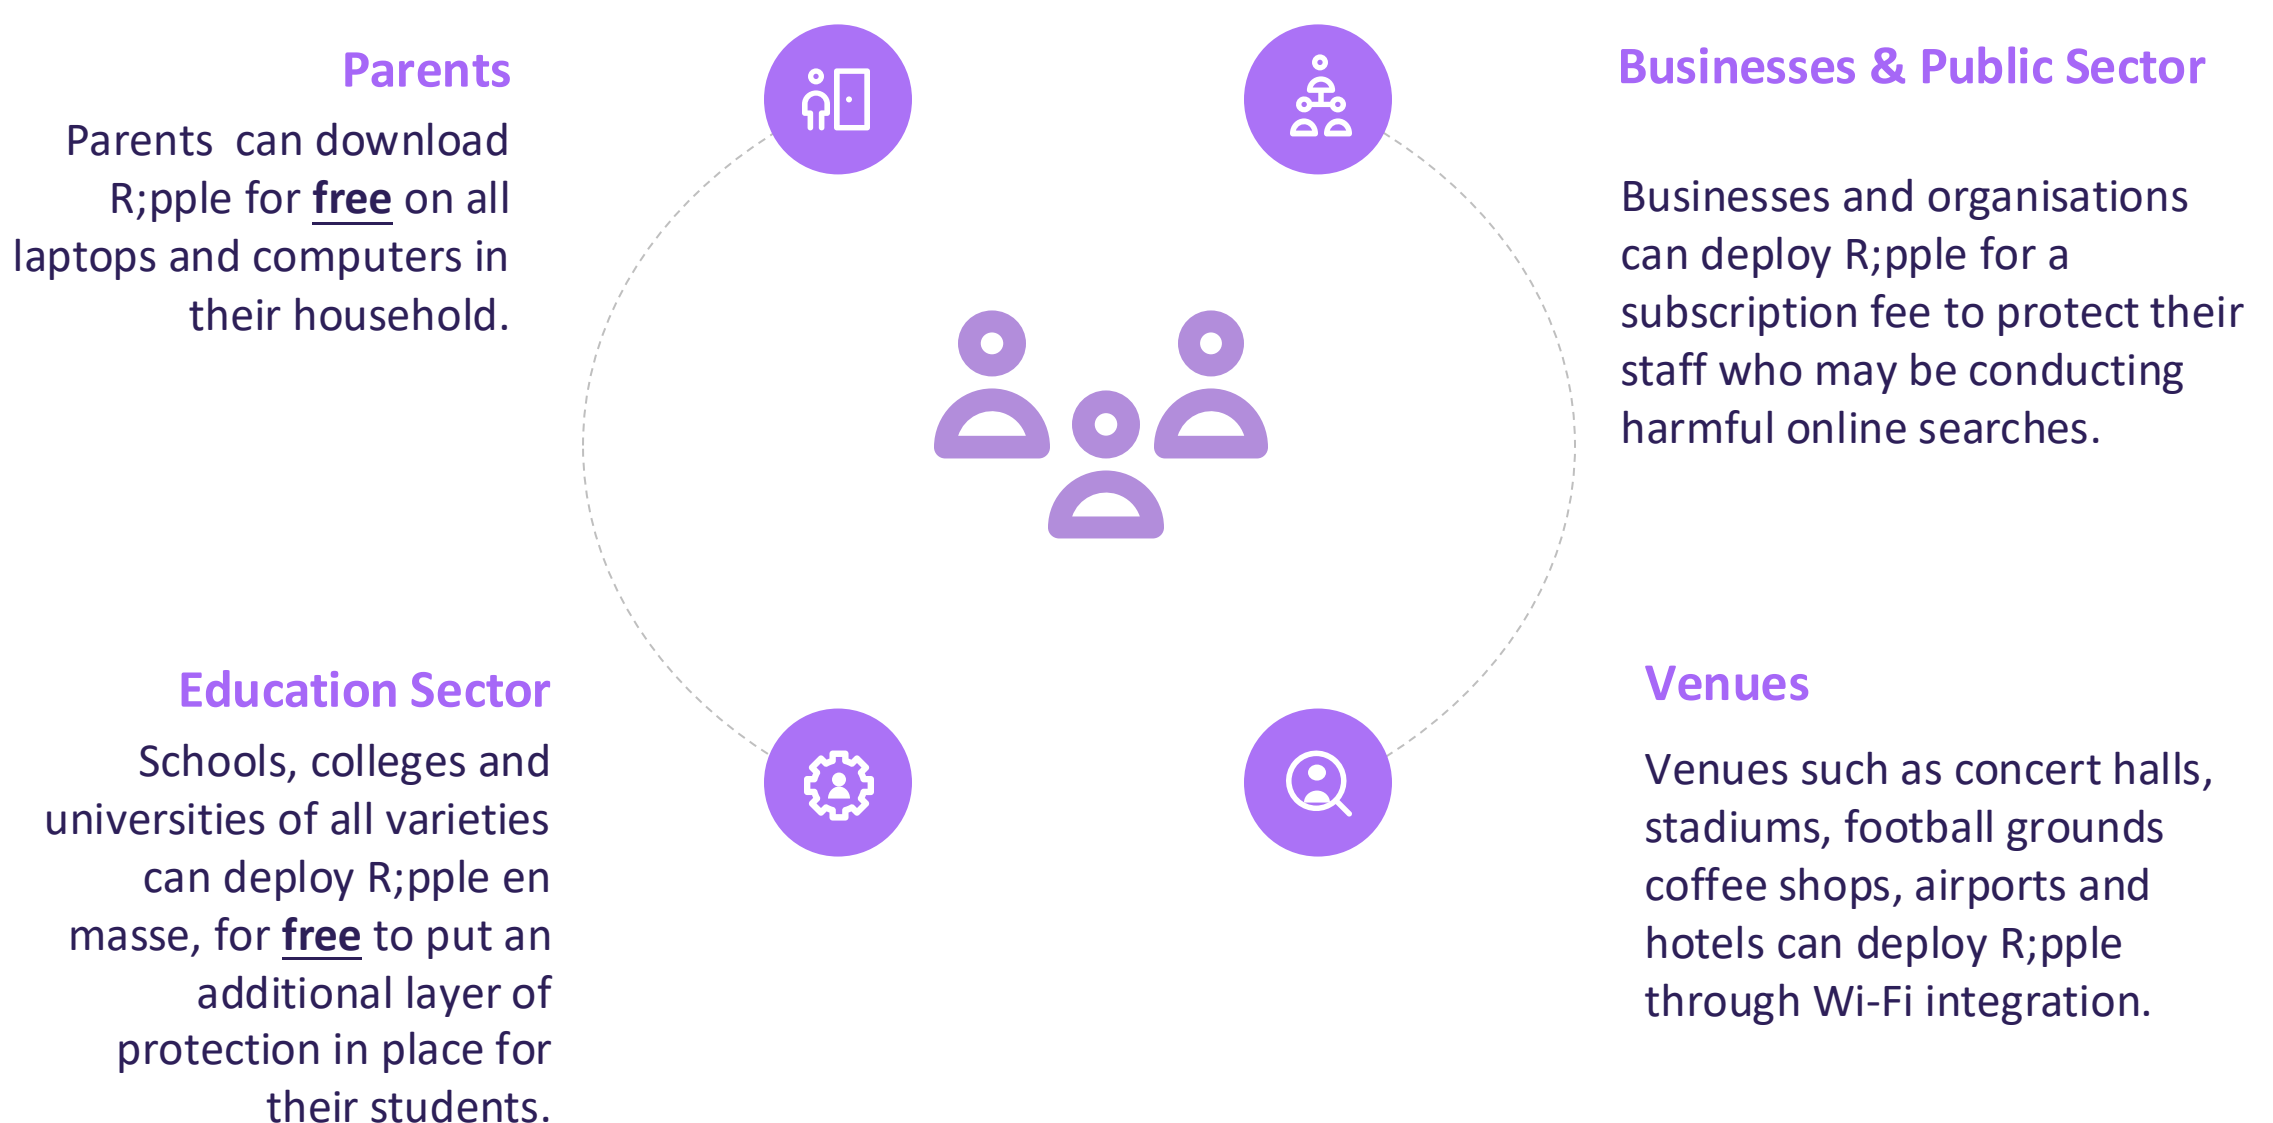 Parents
Parents  can download
R;pple for free on all
laptops and computers in
their household.
Businesses & Public Sector
Businesses and organisations
can deploy R;pple for a
subscription fee to protect their
staff who may be conducting
harmful online searches.
Education Sector
Schools, colleges and
universities of all varieties
can deploy R;pple en
masse, for free to put an
additional layer of
protection in place for
their students.
Venues
Venues such as concert halls,
stadiums, football grounds
coffee shops, airports and
hotels can deploy R;pple
through Wi-Fi integration.